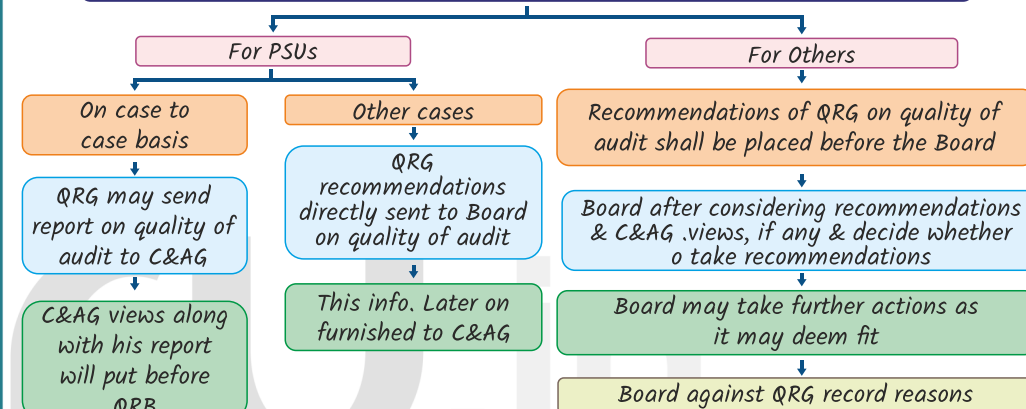 For PSUs
For Others
On case to
case basis
Other cases
Recommendations of QRG on quality of
audit shall be placed before the Board
QRG may send
report on quality of
audit to C&AG
QRG
recommendations
directly sent to Board
on quality of audit
Board after considering recommendations
& C&AG .views, if any & decide whether
o take recommendations
C&AG views along
with his report
will put before
QRB
This info. Later on
furnished to C&AG
Board may take further actions as
it may deem fit
Board against QRG record reasons